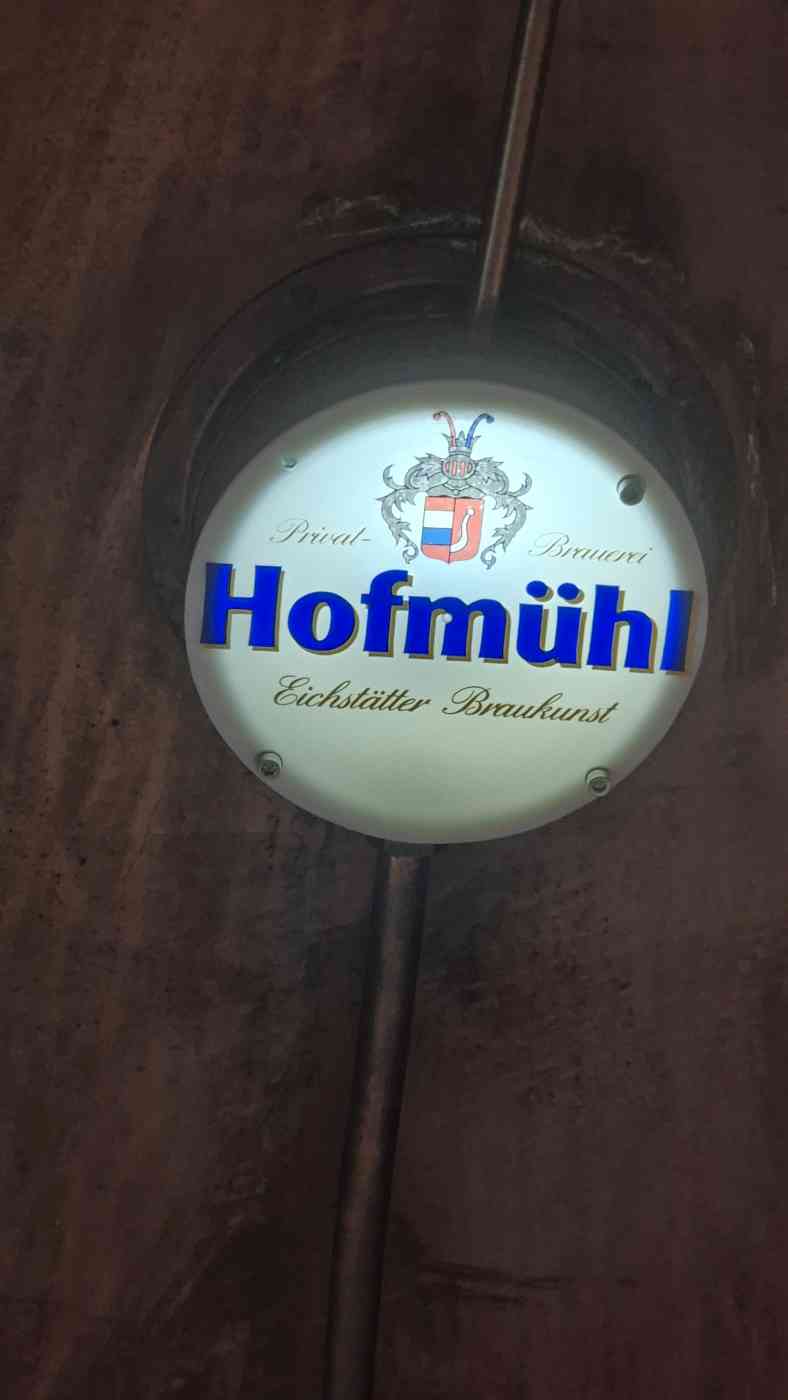 Privat- Brauerei
Hofmühl
Eichstätter Braukunst